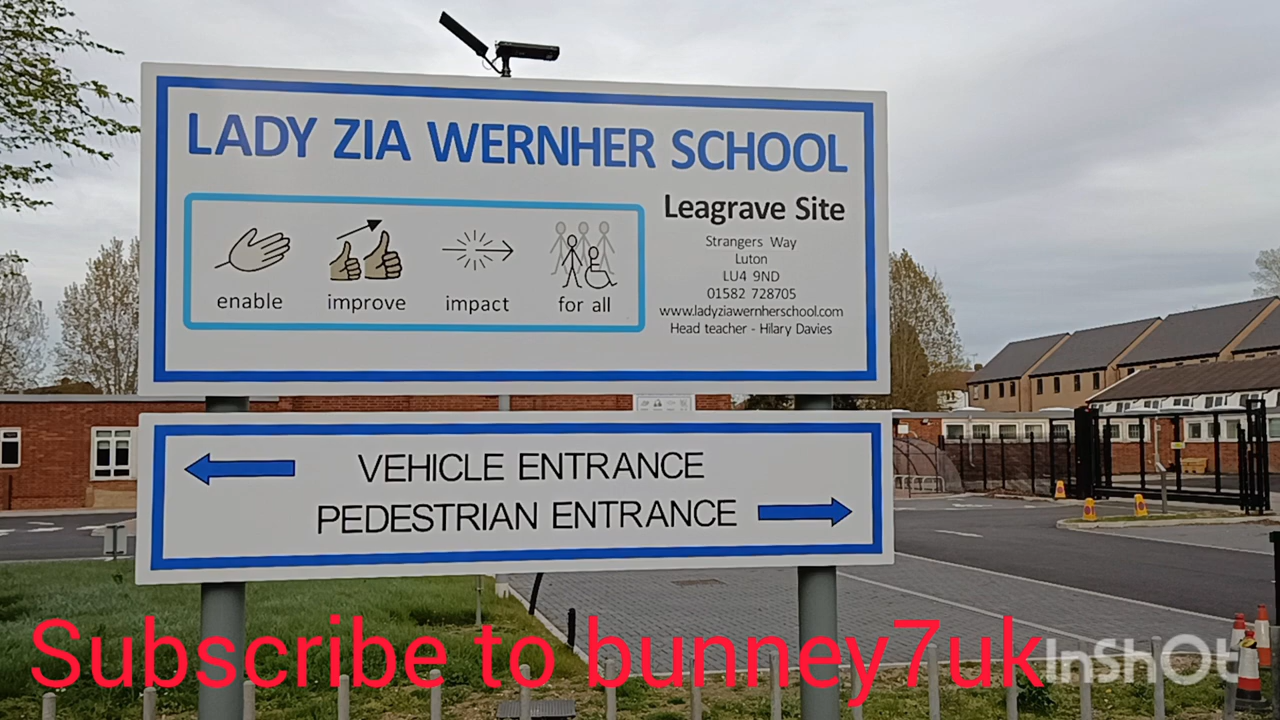 LADY ZIA WERNHER SCHOOL
enable improve impact for all
Leagrave Site
Strangers Way
Luton
LU4 9ND
01582 728705
www.ladyziawernherschool.com
Head teacher - Hilary Davies
VEHICLE ENTRANCE
PEDESTRIAN ENTRANCE
Subscribe to bunney7uk
InShOt